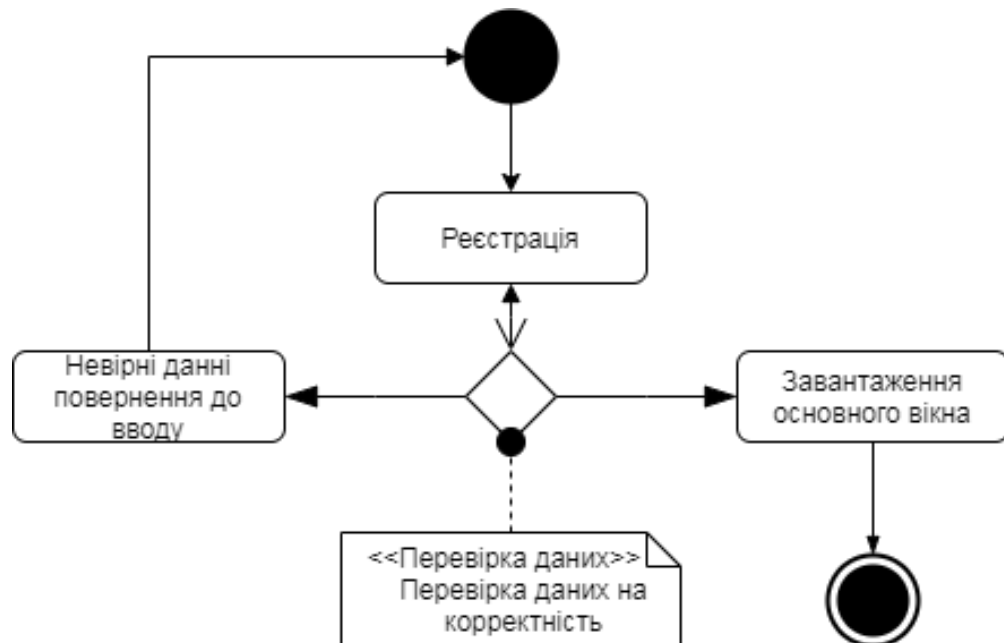 Реєстрація
Невірні данні
повернення до
вводу
Завантаження
основного вікна
<<Перевірка даних>>
Перевірка даних на
корректність